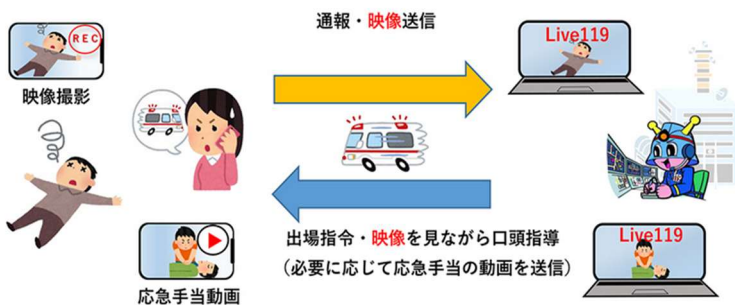 通報・映像送信
REC
Live119
映像撮影
出場指令・映像を見ながら口頭指導
(必要に応じて応急手当の動画を送信)
Live119
応急手当動画